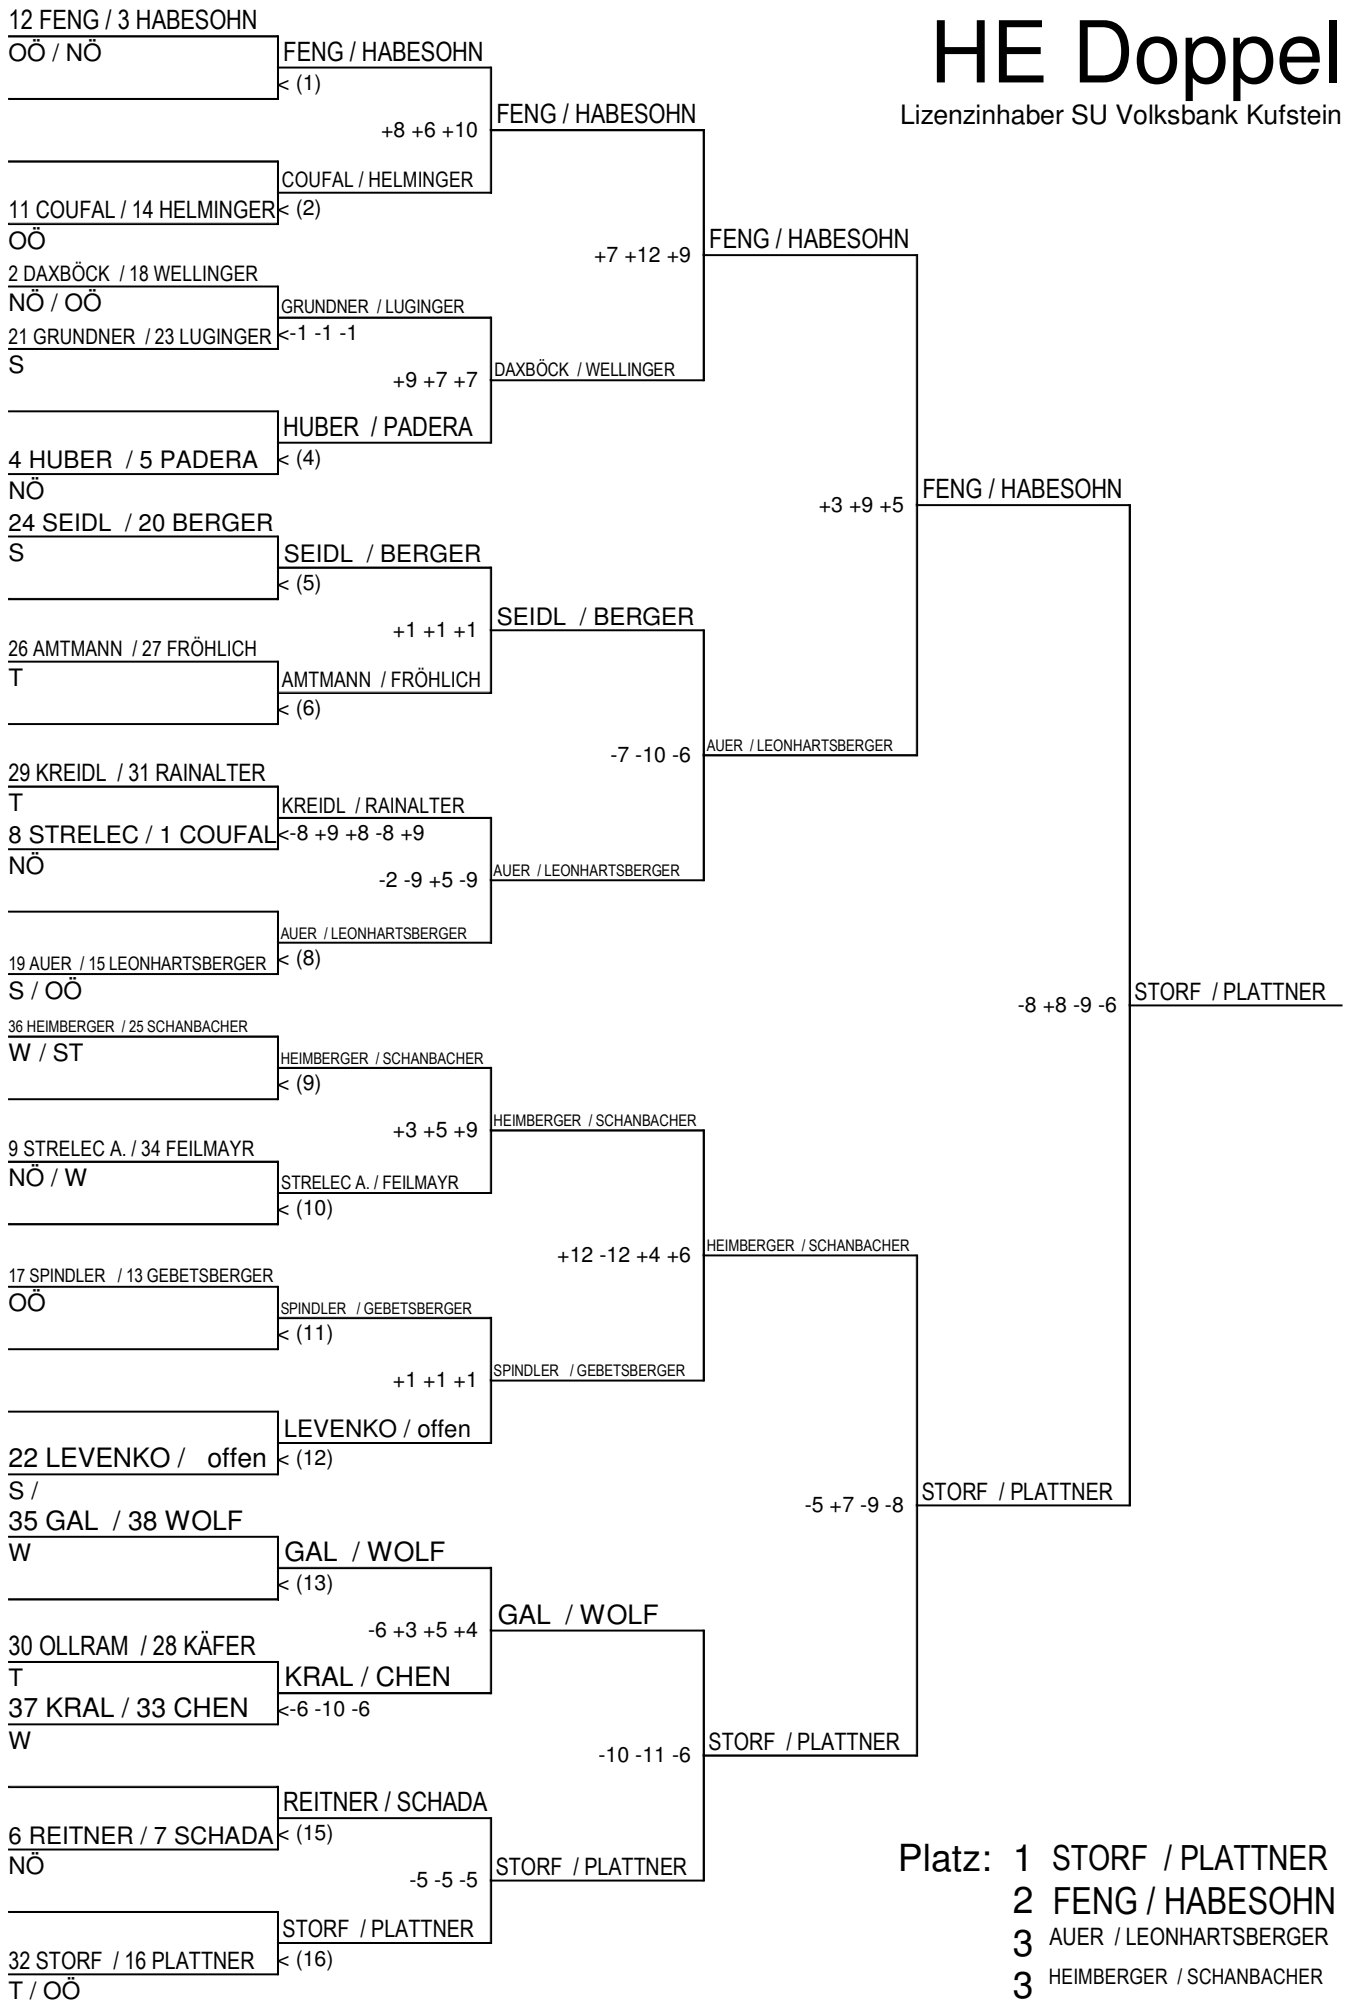 HE Doppel
Lizenzinhaber SU Volksbank Kufstein
12 FENG / 3 HABESOHN
OÖ / NÖ
FENG / HABESOHN
< (1)
+8 +6 +10
FENG / HABESOHN
COUFAL / HELMINGER
11 COUFAL / 14 HELMINGER
< (2)
OÖ
+7 +12 +9
FENG / HABESOHN
2 DAXBÖCK / 18 WELLINGER
NÖ / OÖ
GRUNDNER / LUGINGER
21 GRUNDNER / 23 LUGINGER
<-1 -1 -1
S
+9 +7 +7
DAXBÖCK / WELLINGER
HUBER / PADERA
4 HUBER / 5 PADERA
< (4)
NÖ
+3 +9 +5
FENG / HABESOHN
24 SEIDL / 20 BERGER
S
SEIDL / BERGER
< (5)
+1 +1 +1
SEIDL / BERGER
26 AMTMANN / 27 FRÖHLICH
T
AMTMANN / FRÖHLICH
< (6)
-7 -10 -6
AUER / LEONHARTSBERGER
29 KREIDL / 31 RAINALTER
T
KREIDL / RAINALTER
8 STRELEC / 1 COUFAL
<-8 +9 +8 -8 +9
NÖ
-2 -9 +5 -9
AUER / LEONHARTSBERGER
AUER / LEONHARTSBERGER
19 AUER / 15 LEONHARTSBERGER
< (8)
S / OÖ
-8 +8 -9 -6
STORF / PLATTNER
36 HEIMBERGER / 25 SCHANBACHER
W / ST
HEIMBERGER / SCHANBACHER
< (9)
+3 +5 +9
HEIMBERGER / SCHANBACHER
9 STRELEC A. / 34 FEILMAYR
NÖ / W
STRELEC A. / FEILMAYR
< (10)
+12 -12 +4 +6
HEIMBERGER / SCHANBACHER
17 SPINDLER / 13 GEBETSBERGER
OÖ
SPINDLER / GEBETSBERGER
< (11)
+1 +1 +1
SPINDLER / GEBETSBERGER
LEVENKO / offen
22 LEVENKO / offen
< (12)
S /
-5 +7 -9 -8
STORF / PLATTNER
35 GAL / 38 WOLF
W
GAL / WOLF
< (13)
-6 +3 +5 +4
GAL / WOLF
30 OLLRAM / 28 KÄFER
T
KRAL / CHEN
37 KRAL / 33 CHEN
<-6 -10 -6
W
-10 -11 -6
STORF / PLATTNER
REITNER / SCHADA
6 REITNER / 7 SCHADA
< (15)
NÖ
-5 -5 -5
STORF / PLATTNER
STORF / PLATTNER
32 STORF / 16 PLATTNER
< (16)
T / OÖ
Platz: 1 STORF / PLATTNER
2 FENG / HABESOHN
3 AUER / LEONHARTSBERGER
3 HEIMBERGER / SCHANBACHER